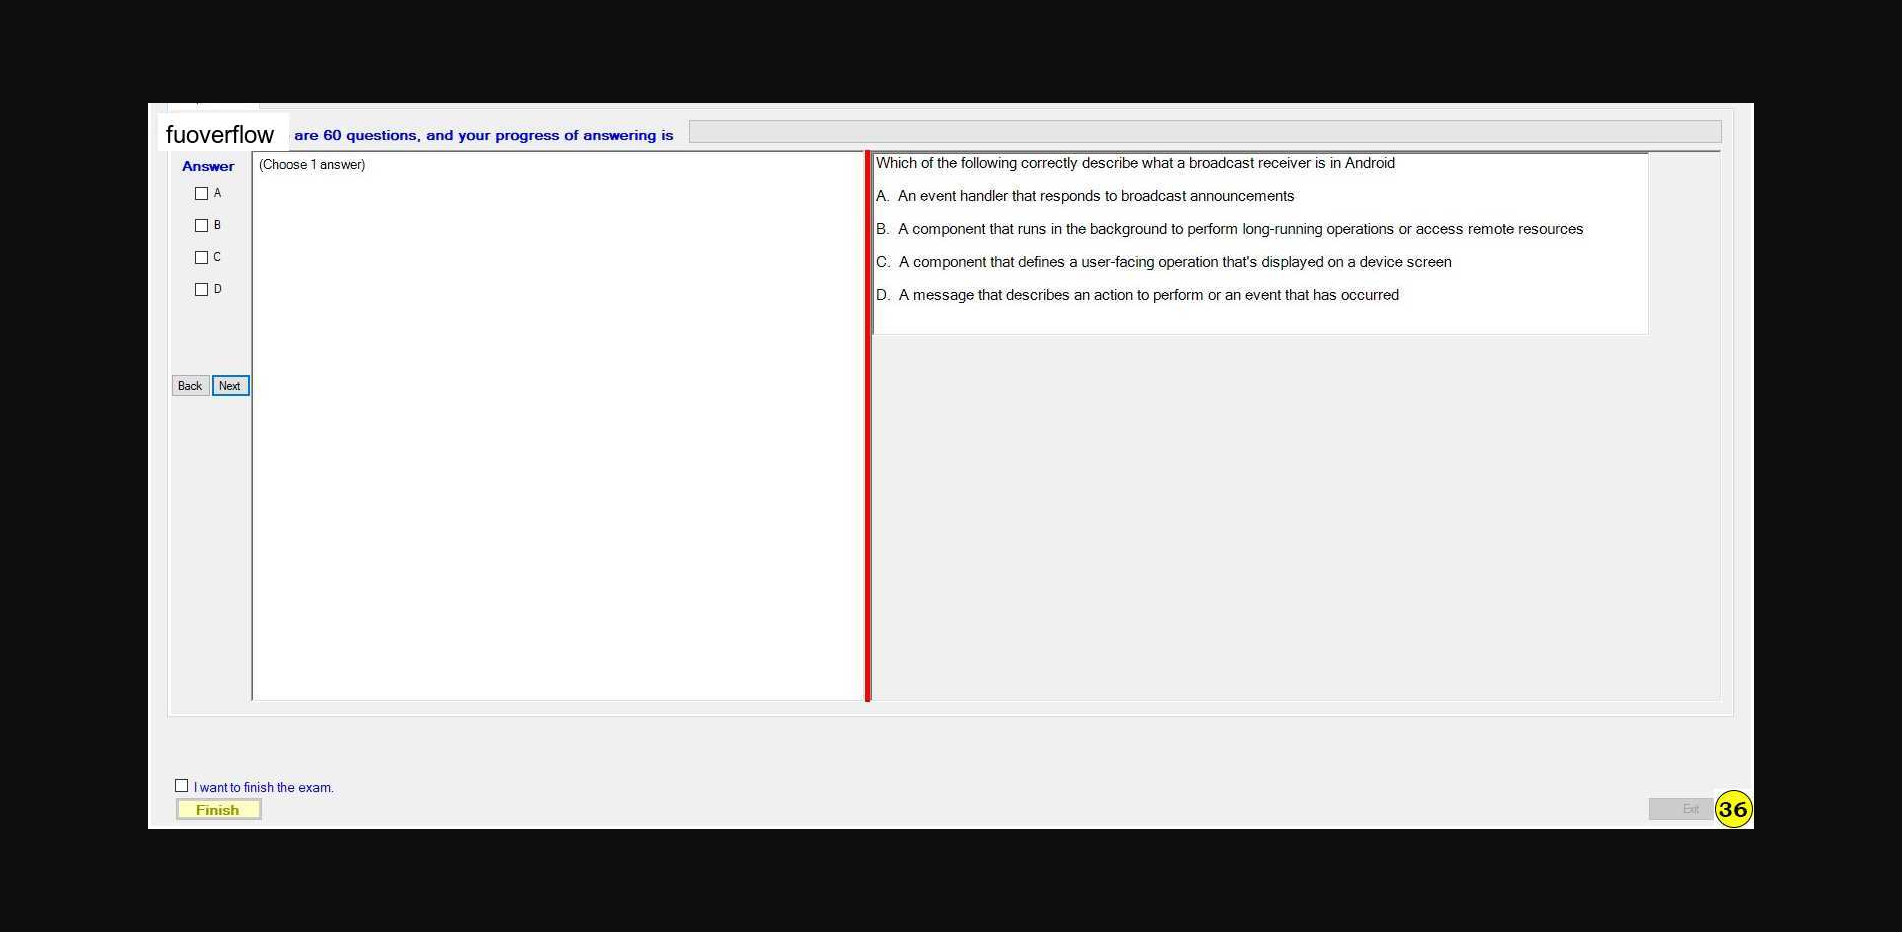 fuoverflow are 60 questions, and your progress of answering is
Answer
(Choose 1 answer)
A
B
C
D
Back Next
Which of the following correctly describe what a broadcast receiver is in Android
A. An event handler that responds to broadcast announcements
B. A component that runs in the background to perform long-running operations or access remote resources
C. A component that defines a user-facing operation that's displayed on a device screen
D. A message that describes an action to perform or an event that has occurred
I want to finish the exam.
Finish
Exit
36